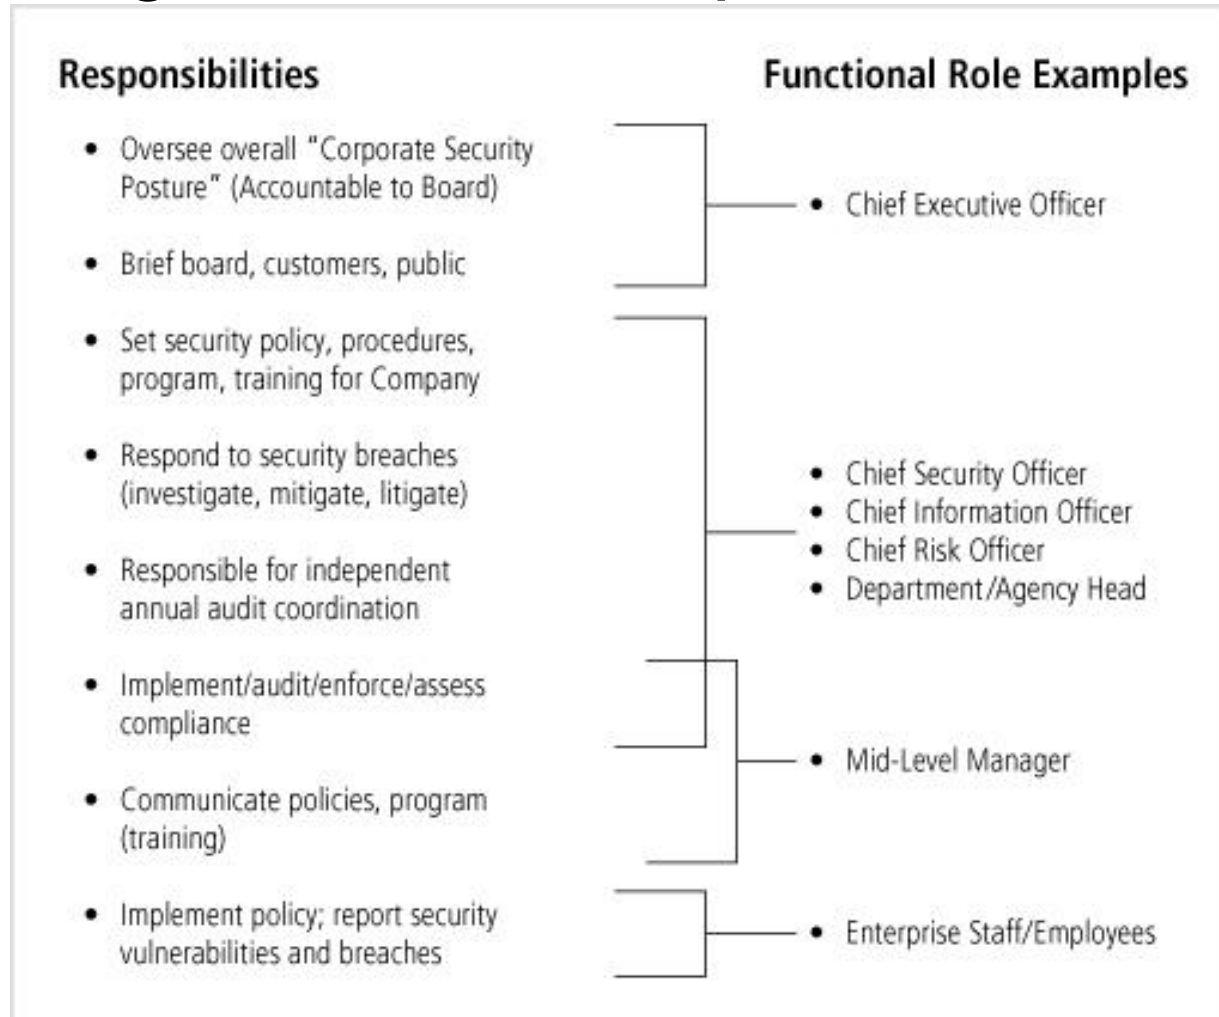 Responsibilities
• Oversee overall “Corporate Security
Posture” (Accountable to Board)
• Brief board, customers, public
• Set security policy, procedures,
program, training for Company
• Respond to security breaches
(investigate, mitigate, litigate)
• Responsible for independent
annual audit coordination
• Implement/audit/enforce/assess
compliance
• Communicate policies, program
(training)
• Implement policy; report security
vulnerabilities and breaches
Functional Role Examples
• Chief Executive Officer
• Chief Security Officer
• Chief Information Officer
• Chief Risk Officer
• Department/Agency Head
• Mid-Level Manager
• Enterprise Staff/Employees